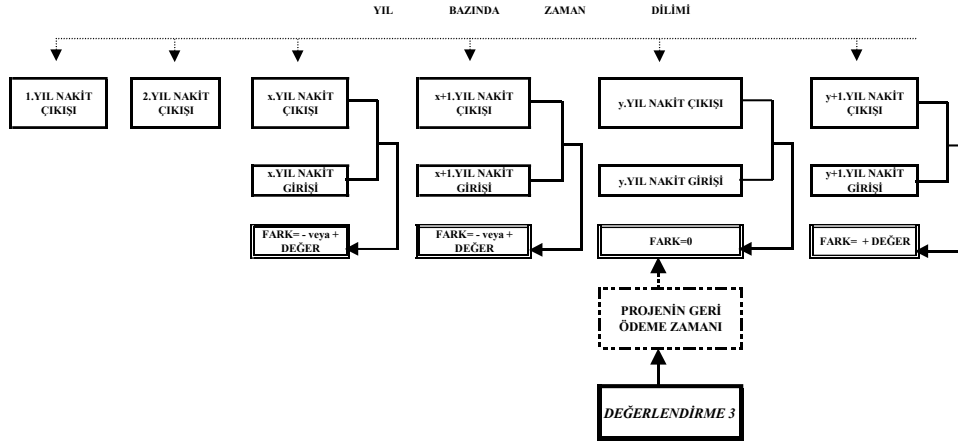 YIL BAZINDA ZAMAN DİLİMİ
1.YIL NAKİT
ÇIKIŞI
2.YIL NAKİT
ÇIKIŞI
x.YIL NAKİT
ÇIKIŞI
x+1.YIL NAKİT
ÇIKIŞI
y.YIL NAKİT ÇIKIŞI
y+1.YIL NAKİT
ÇIKIŞI
x.YIL NAKİT
GİRİŞİ
x+1.YIL NAKİT
GİRİŞİ
y.YIL NAKİT GİRİŞİ
y+1.YIL NAKİT
GİRİŞİ
FARK= - veya +
DEĞER
FARK= - veya +
DEĞER
FARK=0
FARK= + DEĞER
PROJENİN GERİ
ÖDEME ZAMANI
DEĞERLENDİRME 3